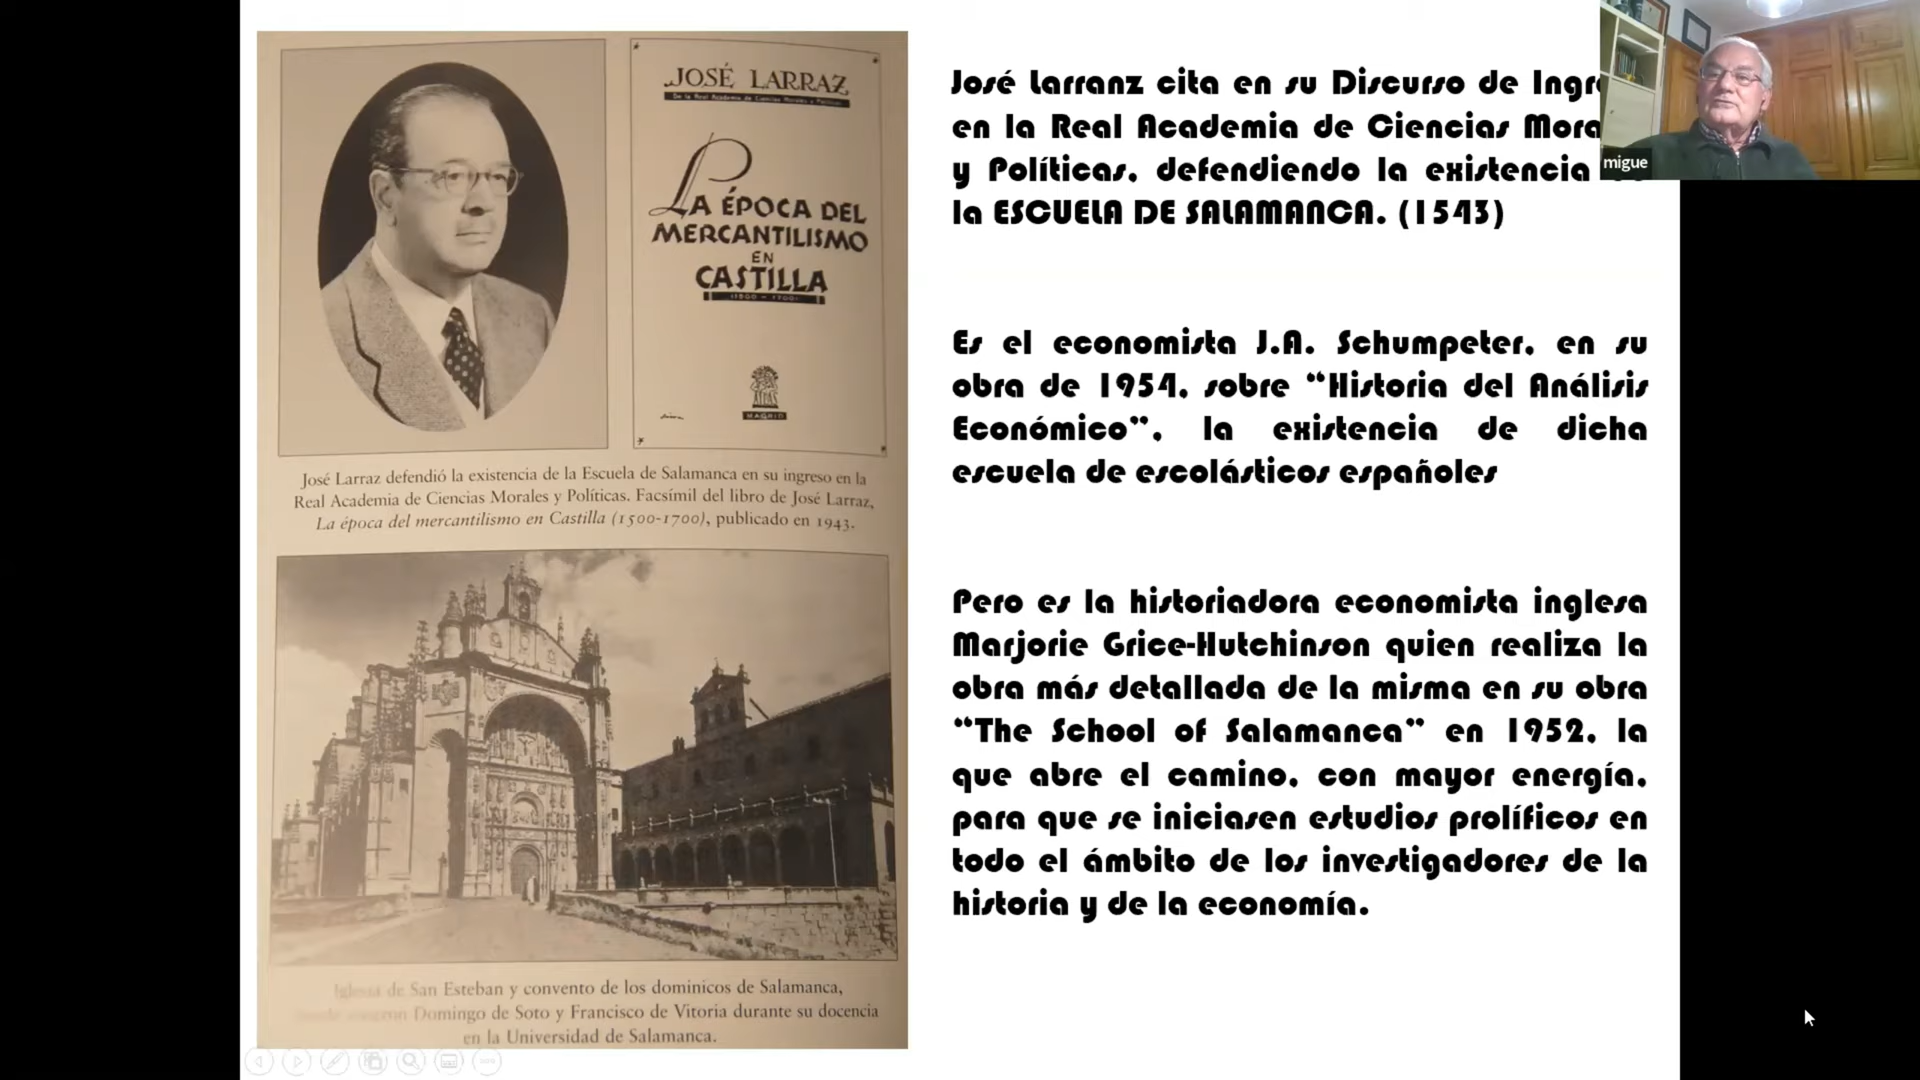 JOSÉ LARRAZ
De la Real Academia de Ciencias Morales y Políticas
LA ÉPOCA DEL
MERCANTILISMO
EN
CASTILLA
(1500 - 1700)
ATLAS
MADRID
José Larraz defendió la existencia de la Escuela de Salamanca en su ingreso en la
Real Academia de Ciencias Morales y Políticas. Facsímil del libro de José Larraz,
La época del mercantilismo en Castilla (1500-1700), publicado en 1943.
Iglesia de San Esteban y convento de los dominicos de Salamanca,
Domingo de Soto y Francisco de Vitoria durante su docencia
en la Universidad de Salamanca.
José Larranz cita en su Discurso de Ingr
en la Real Academia de Ciencias Mora
y Políticas, defendiendo la existencia
la ESCUELA DE SALAMANCA. (1543)
Es el economista J.A. Schumpeter, en su
obra de 1954, sobre “Historia del Análisis
Económico”, la existencia de dicha
escuela de escolásticos españoles
Pero es la historiadora economista inglesa
Marjorie Grice-Hutchinson quien realiza la
obra más detallada de la misma en su obra
“The School of Salamanca” en 1952, la
que abre el camino, con mayor energía,
para que se iniciasen estudios prolíficos en
todo el ámbito de los investigadores de la
historia y de la economía.
migue